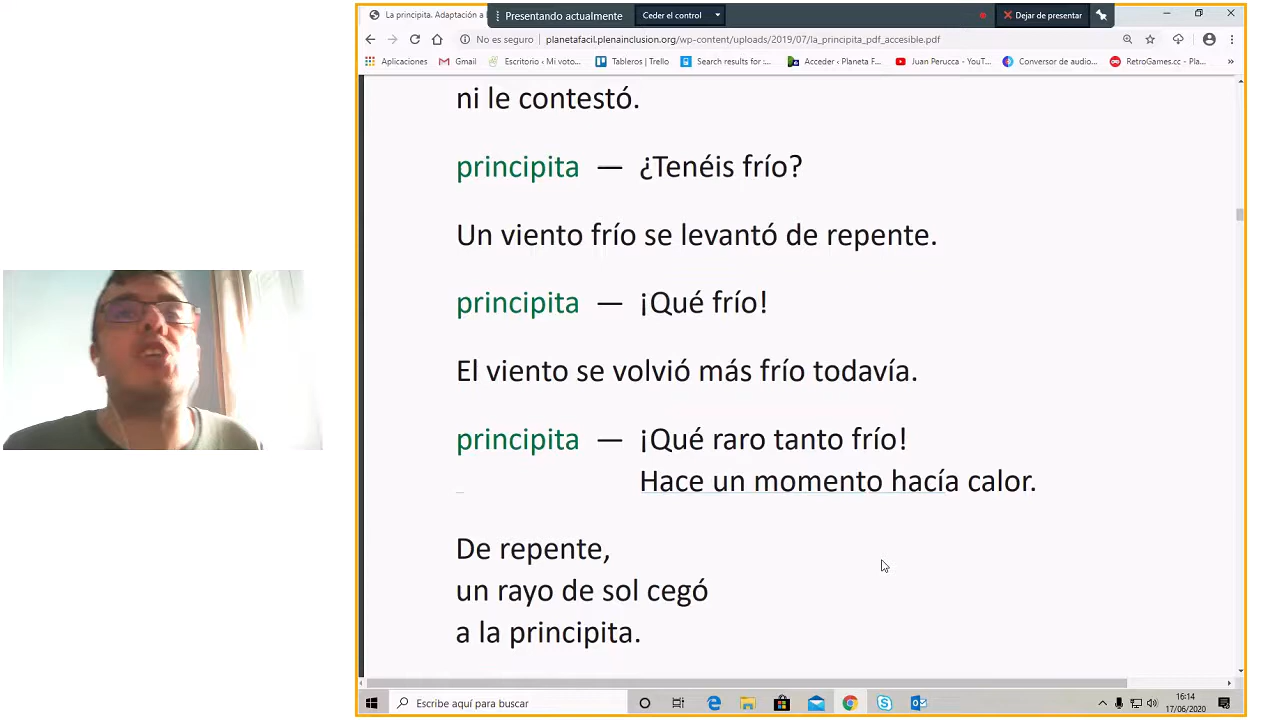 La principita. Adaptación a
Presentando actualmente
Ceder el control
Dejar de presentar
No es seguro
planetafacil.plenainclusion.org/wp-content/uploads/2019/07/la_principita_pdf_accesible.pdf
Aplicaciones
Gmail
Escritorio ‹ Mi voto...
Tableros | Trello
Search results for :...
Acceder ‹ Planeta F...
Juan Perucca - YouT...
Conversor de audio...
RetroGames.cc - Pla...
ni le contestó.
principita — ¿Tenéis frío?
Un viento frío se levantó de repente.
principita — ¡Qué frío!
El viento se volvió más frío todavía.
principita — ¡Qué raro tanto frío!
Hace un momento hacía calor.
De repente,
un rayo de sol cegó
a la principita.
Escribe aquí para buscar
16:14
17/06/2020